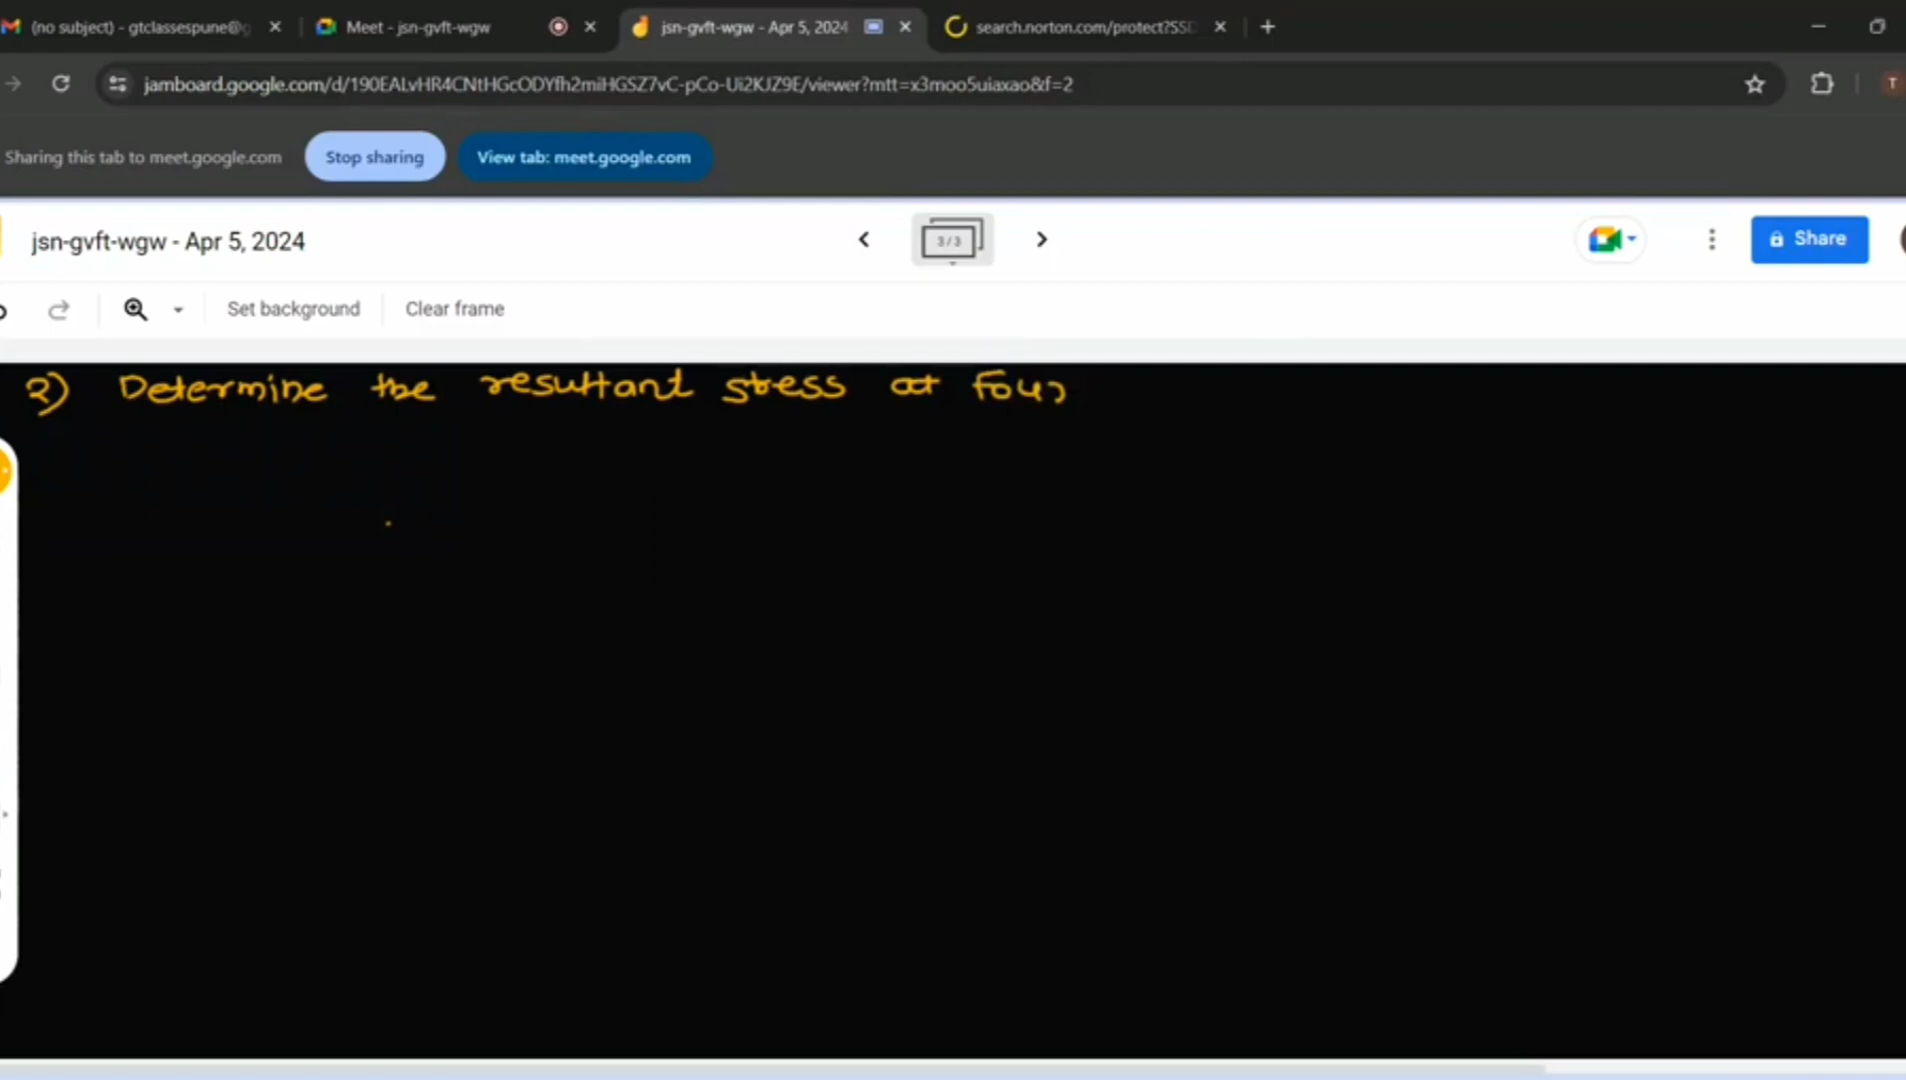 (no subject) - gtclassespune@g
Meet - jsn-gvft-wgw
jsn-gvft-wgw - Apr 5, 2024
search.norton.com/protect?SSD
jamboard.google.com/d/190EALvHR4CNtHGcODYfh2miHGSZ7vC-pCo-Ui2KJZ9E/viewer?mtt=x3moo5uiaxao&f=2
T
Sharing this tab to meet.google.com
Stop sharing
View tab: meet.google.com
jsn-gvft-wgw - Apr 5, 2024
3 / 3
Share
Set background
Clear frame
2) Determine the resultant stress at four